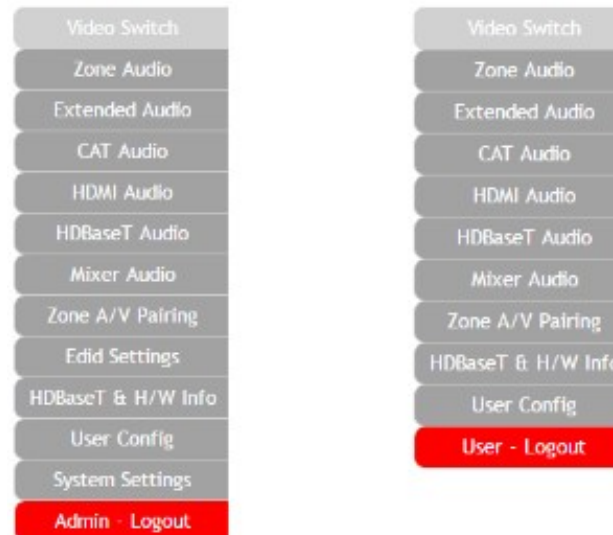 Video Switch
Zone Audio
Extended Audio
CAT Audio
HDMI Audio
HDBaseT Audio
Mixer Audio
Zone A/V Pairing
Edid Settings
HDBaseT & H/W Info
User Config
System Settings
Admin - Logout
Video Switch
Zone Audio
Extended Audio
CAT Audio
HDMI Audio
HDBaseT Audio
Mixer Audio
Zone A/V Pairing
HDBaseT & H/W Info
User Config
User - Logout